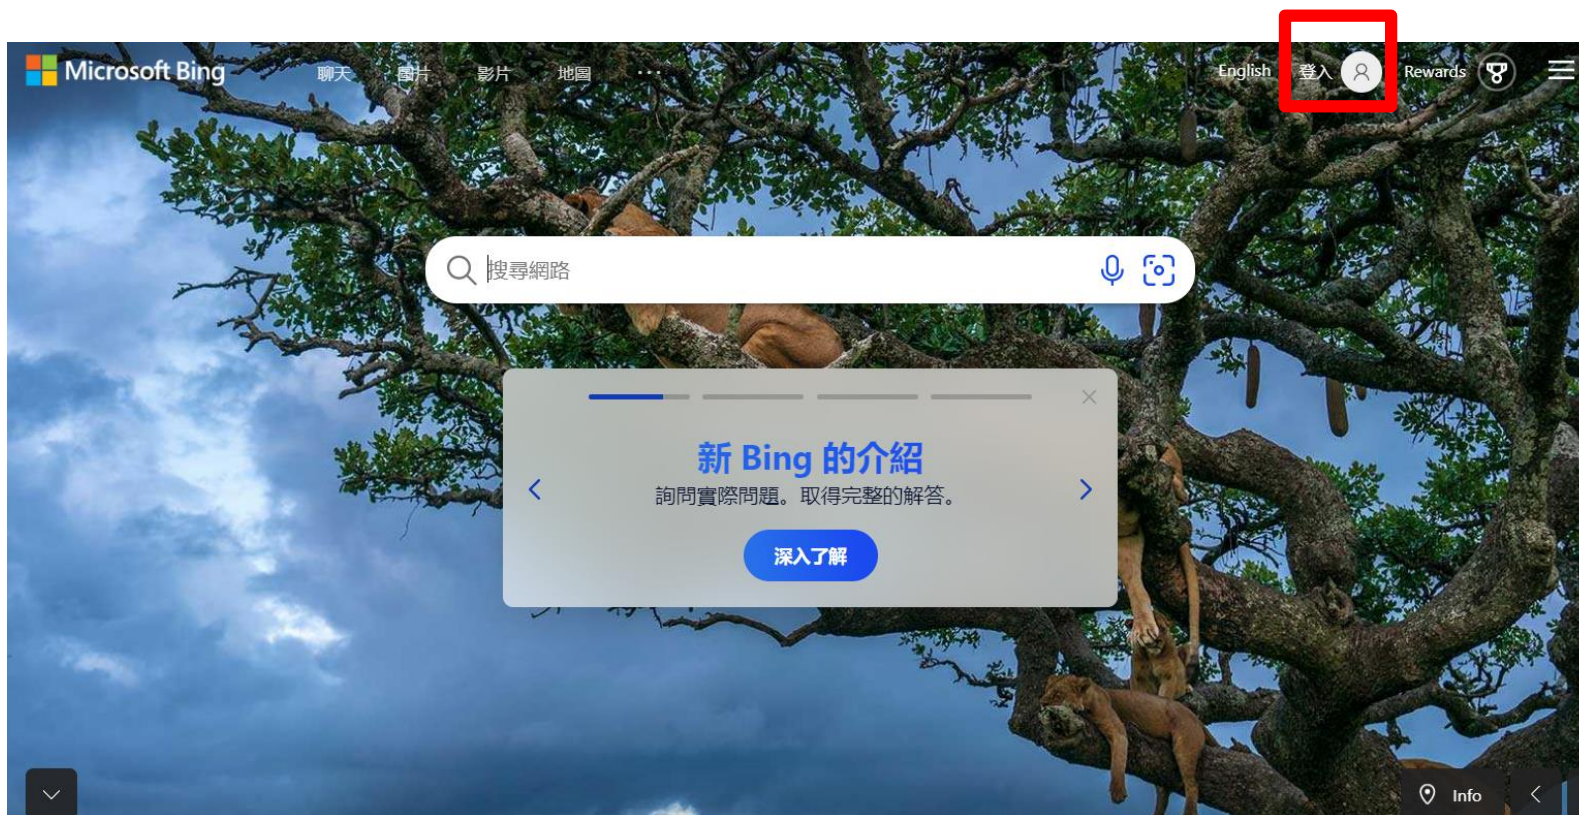 Microsoft Bing 聊天 圖片 影片 地圖 ··· English 登入 Rewards
搜尋網路
新 Bing 的介紹
詢問實際問題。取得完整的解答。
深入了解
Info